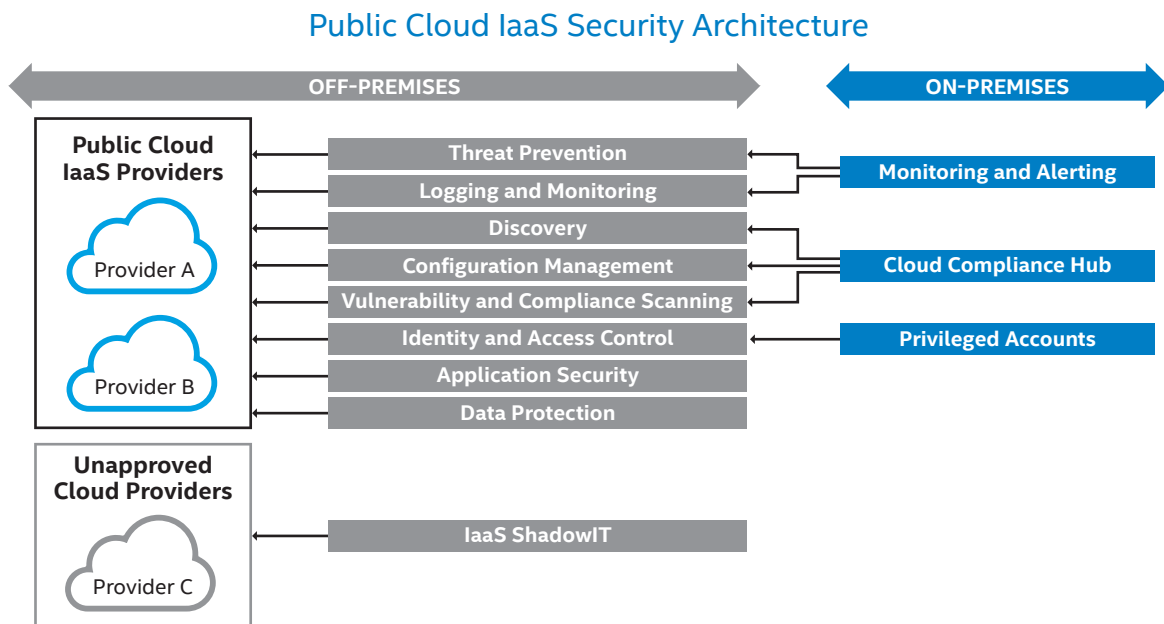 Public Cloud IaaS Security Architecture
OFF-PREMISES
ON-PREMISES
Public Cloud
IaaS Providers
Provider A
Provider B
Threat Prevention
Logging and Monitoring
Discovery
Configuration Management
Vulnerability and Compliance Scanning
Identity and Access Control
Application Security
Data Protection
Monitoring and Alerting
Cloud Compliance Hub
Privileged Accounts
Unapproved
Cloud Providers
Provider C
IaaS ShadowIT